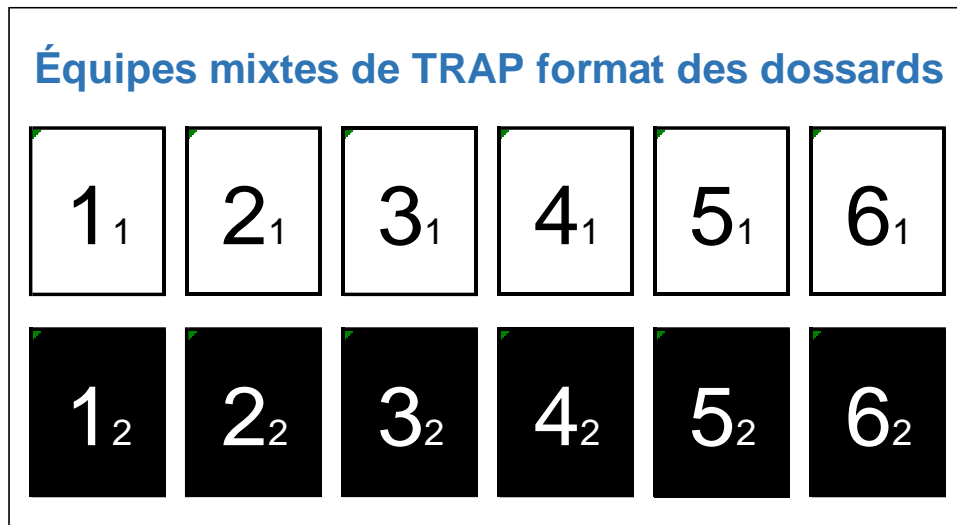 Équipes mixtes de TRAP format des dossards
1₁ 2₁ 3₁ 4₁ 5₁ 6₁
1₂ 2₂ 3₂ 4₂ 5₂ 6₂